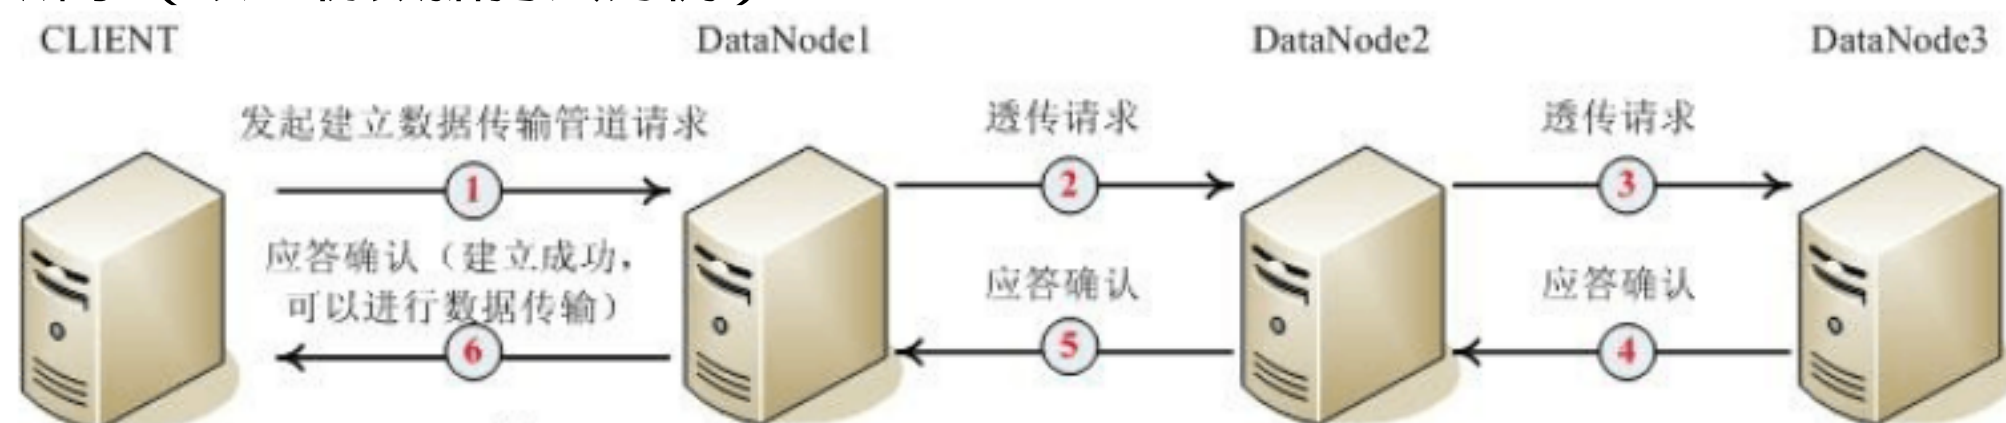 CLIENT
DataNode1
DataNode2
DataNode3
发起建立数据传输管道请求
透传请求
透传请求
1
2
3
应答确认（建立成功，
可以进行数据传输）
应答确认
应答确认
6
5
4